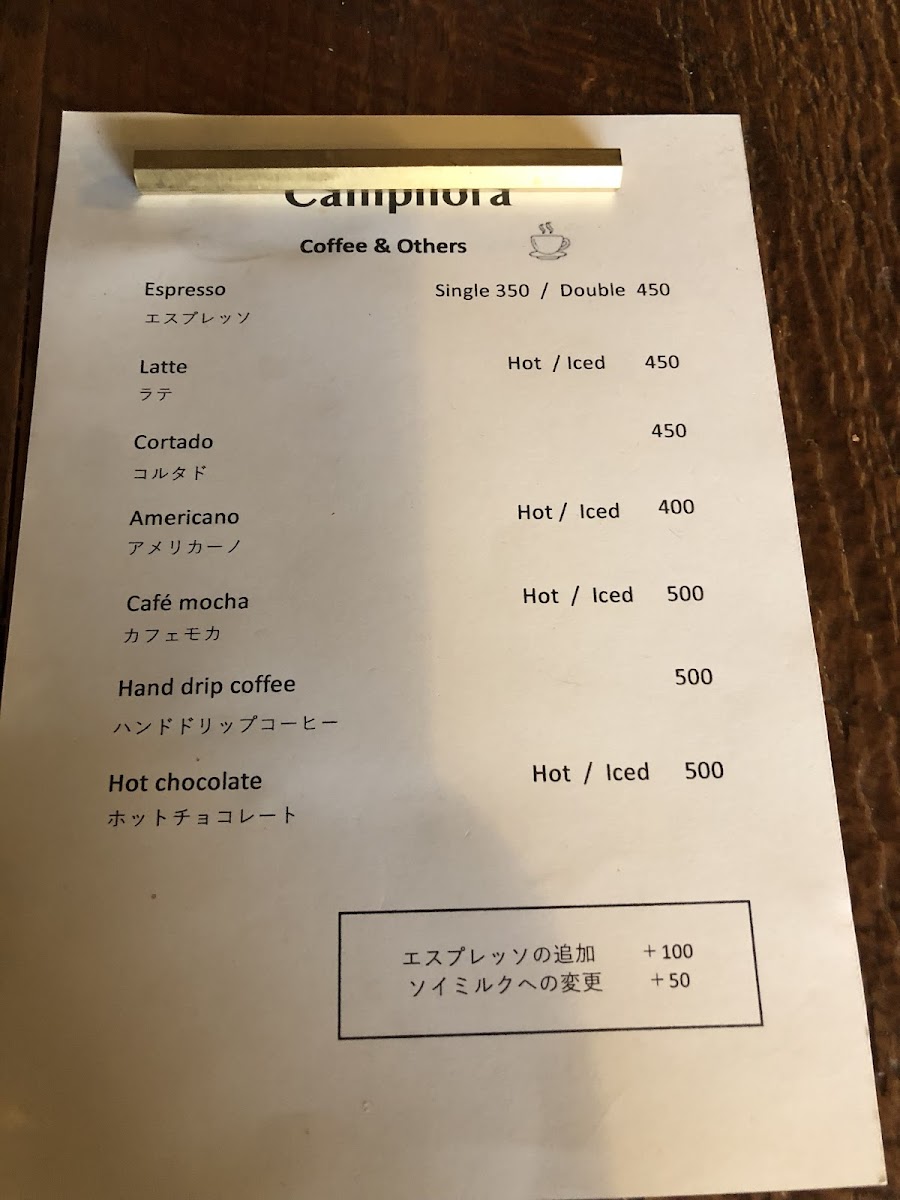 Camphora
Coffee & Others
Espresso Single 350 / Double 450
エスプレッソ
Latte Hot / Iced 450
ラテ
Cortado 450
コルタド
Americano Hot / Iced 400
アメリカーノ
Café mocha Hot / Iced 500
カフェモカ
Hand drip coffee 500
ハンドドリップコーヒー
Hot chocolate Hot / Iced 500
ホットチョコレート
エスプレッソの追加 +100
ソイミルクへの変更 +50